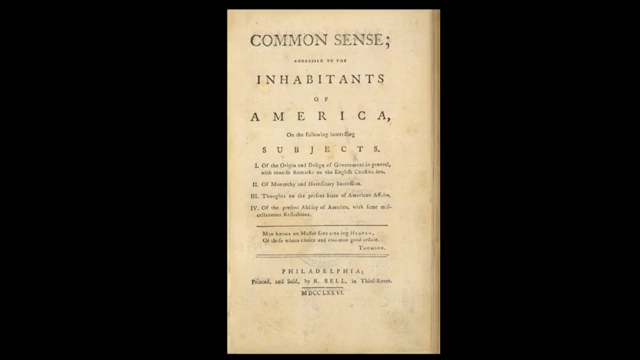 COMMON SENSE;
ADDRESSED TO THE
INHABITANTS
OF
AMERICA,
On the following interesting
SUBJECTS.
I. Of the Origin and Design of Government in general,
with concise Remarks on the English Constitution.
II. Of Monarchy and Hereditary Succession.
III. Thoughts on the present State of American Affairs.
IV. Of the present Ability of America, with some mis-
cellaneous Reflections.
Man knows no Master save creating HEAVEN,
Or those whom choice and common good ordain.
THOMSON.
PHILADELPHIA;
Printed, and Sold, by R. BELL, in Third-Street.
MDCCLXXVI.